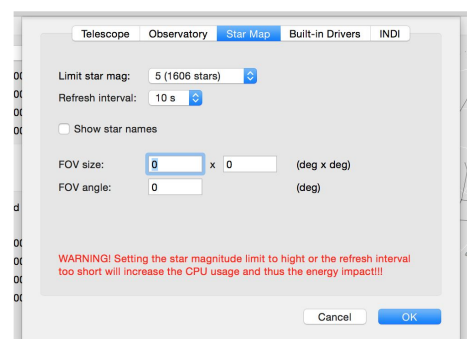 Telescope Observatory Star Map Built-in Drivers INDI
Limit star mag: 5 (1606 stars)
Refresh interval: 10 s
Show star names
FOV size: 0 x 0 (deg x deg)
FOV angle: 0 (deg)
WARNING! Setting the star magnitude limit to hight or the refresh interval
too short will increase the CPU usage and thus the energy impact!!!
Cancel OK